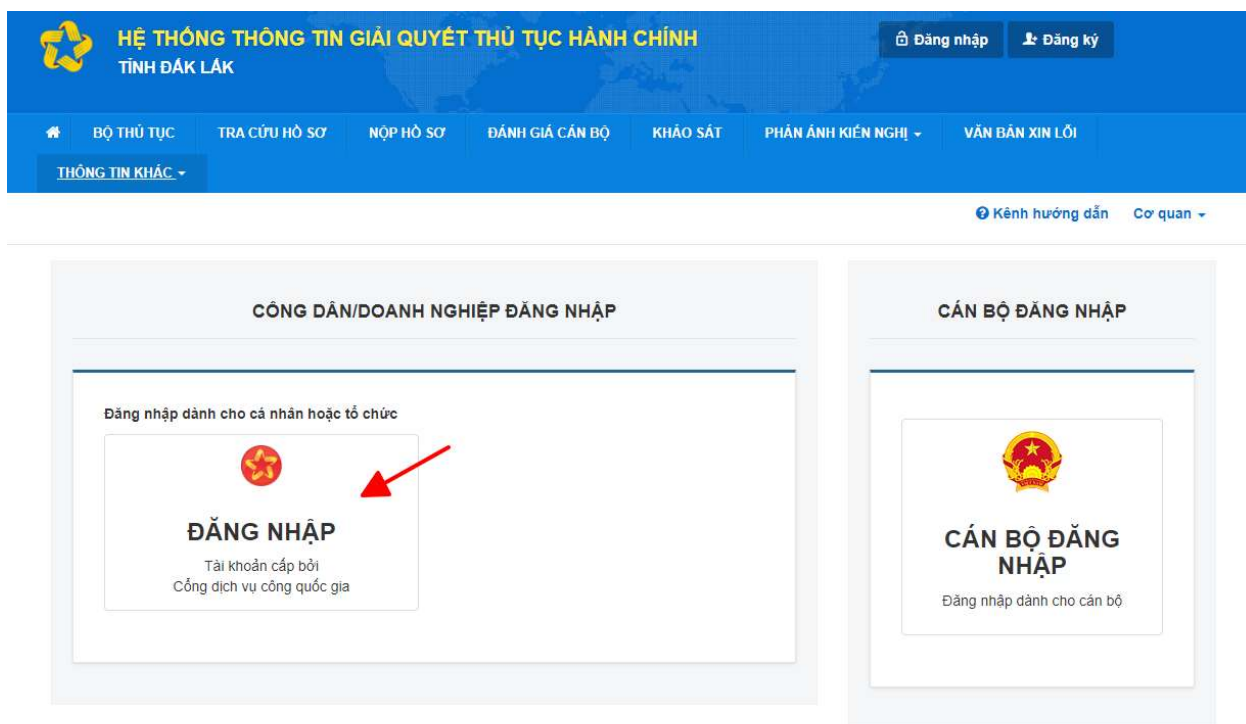 HỆ THỐNG THÔNG TIN GIẢI QUYẾT THỦ TỤC HÀNH CHÍNH
TỈNH ĐẮK LẮK
Đăng nhập
Đăng ký
BỘ THỦ TỤC
TRA CỨU HỒ SƠ
NỘP HỒ SƠ
ĐÁNH GIÁ CÁN BỘ
KHẢO SÁT
PHẢN ÁNH KIẾN NGHỊ
VĂN BẢN XIN LỖI
THÔNG TIN KHÁC
Kênh hướng dẫn
Cơ quan
CÔNG DÂN/DOANH NGHIỆP ĐĂNG NHẬP
Đăng nhập dành cho cá nhân hoặc tổ chức
ĐĂNG NHẬP
Tài khoản cấp bởi
Cổng dịch vụ công quốc gia
CÁN BỘ ĐĂNG NHẬP
CÁN BỘ ĐĂNG
NHẬP
Đăng nhập dành cho cán bộ